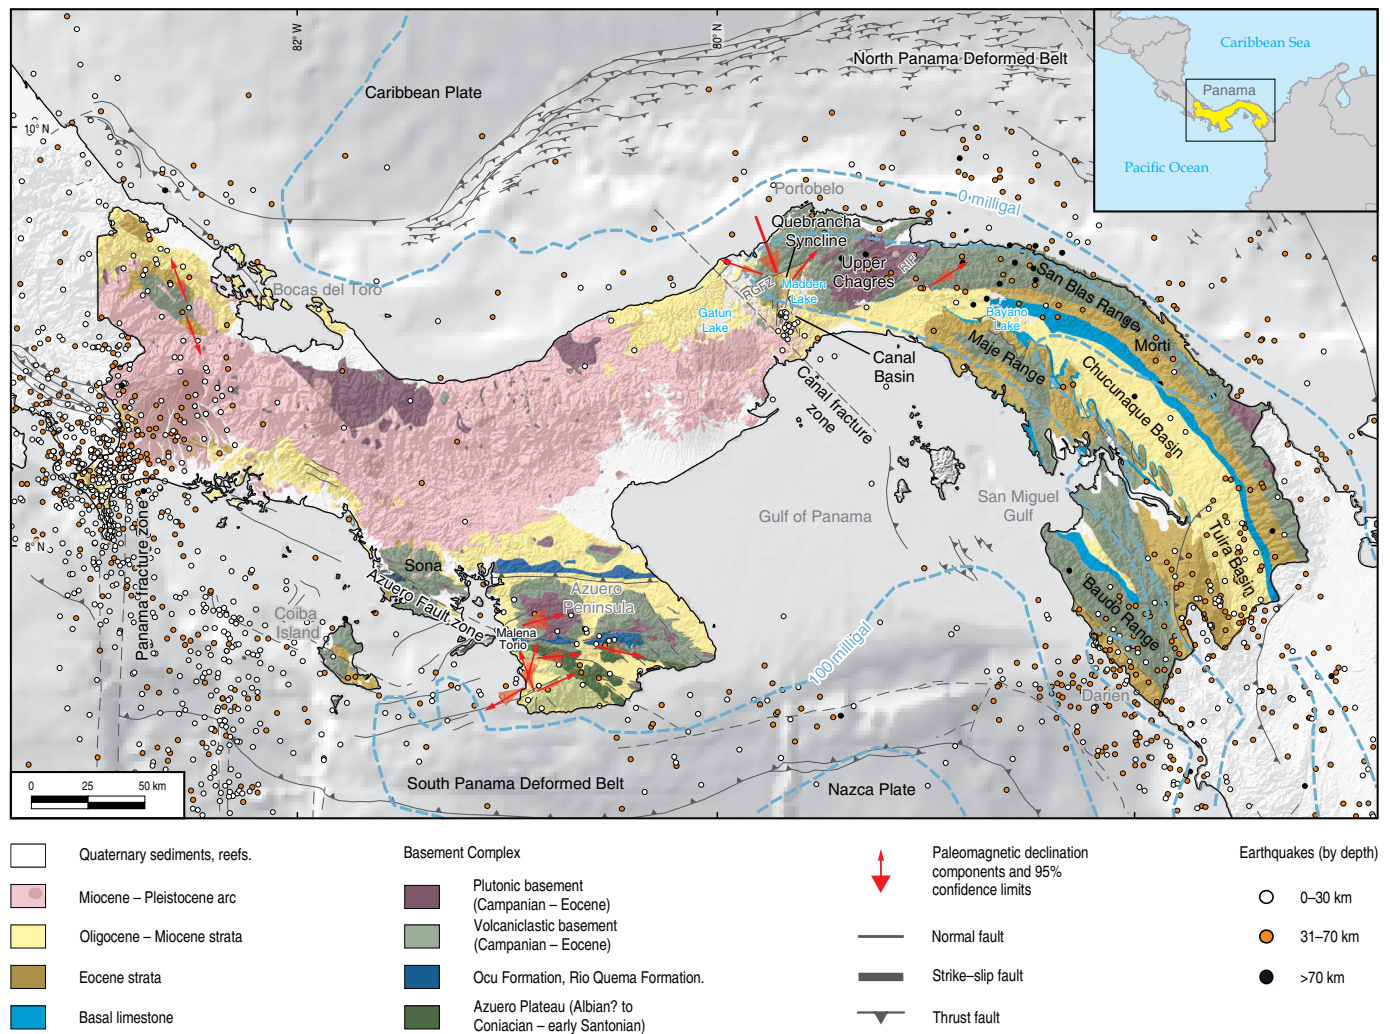 82° W
80° N
North Panama Deformed Belt
Caribbean Plate
10° N
Caribbean Sea
Panama
Pacific Ocean
Portobelo
0 milligal
Quebrancha
Syncline
Upper
Chagres
RIF
RGFZ
Madden
Lake
Gatun
Lake
San Blas Range
Bayano
Lake
Bocas del Toro
Morti
Maje Range
Canal
Basin
Chucunaque Basin
Canal fracture
zone
San Miguel
Gulf
Gulf of Panama
Panama fracture zone
8° N
Tuira Basin
Sona
Azuero Fault zone
Azuero
Peninsula
Baudo Range
Coiba
Island
Malena
Torio
100 milligal
Darien
0 25 50 km
South Panama Deformed Belt
Nazca Plate
Quaternary sediments, reefs.
Miocene – Pleistocene arc
Oligocene – Miocene strata
Eocene strata
Basal limestone
Basement Complex
Plutonic basement
(Campanian – Eocene)
Volcaniclastic basement
(Campanian – Eocene)
Ocu Formation, Rio Quema Formation.
Azuero Plateau (Albian? to
Coniacian – early Santonian)
Paleomagnetic declination
components and 95%
confidence limits
Normal fault
Strike–slip fault
Thrust fault
Earthquakes (by depth)
0–30 km
31–70 km
>70 km